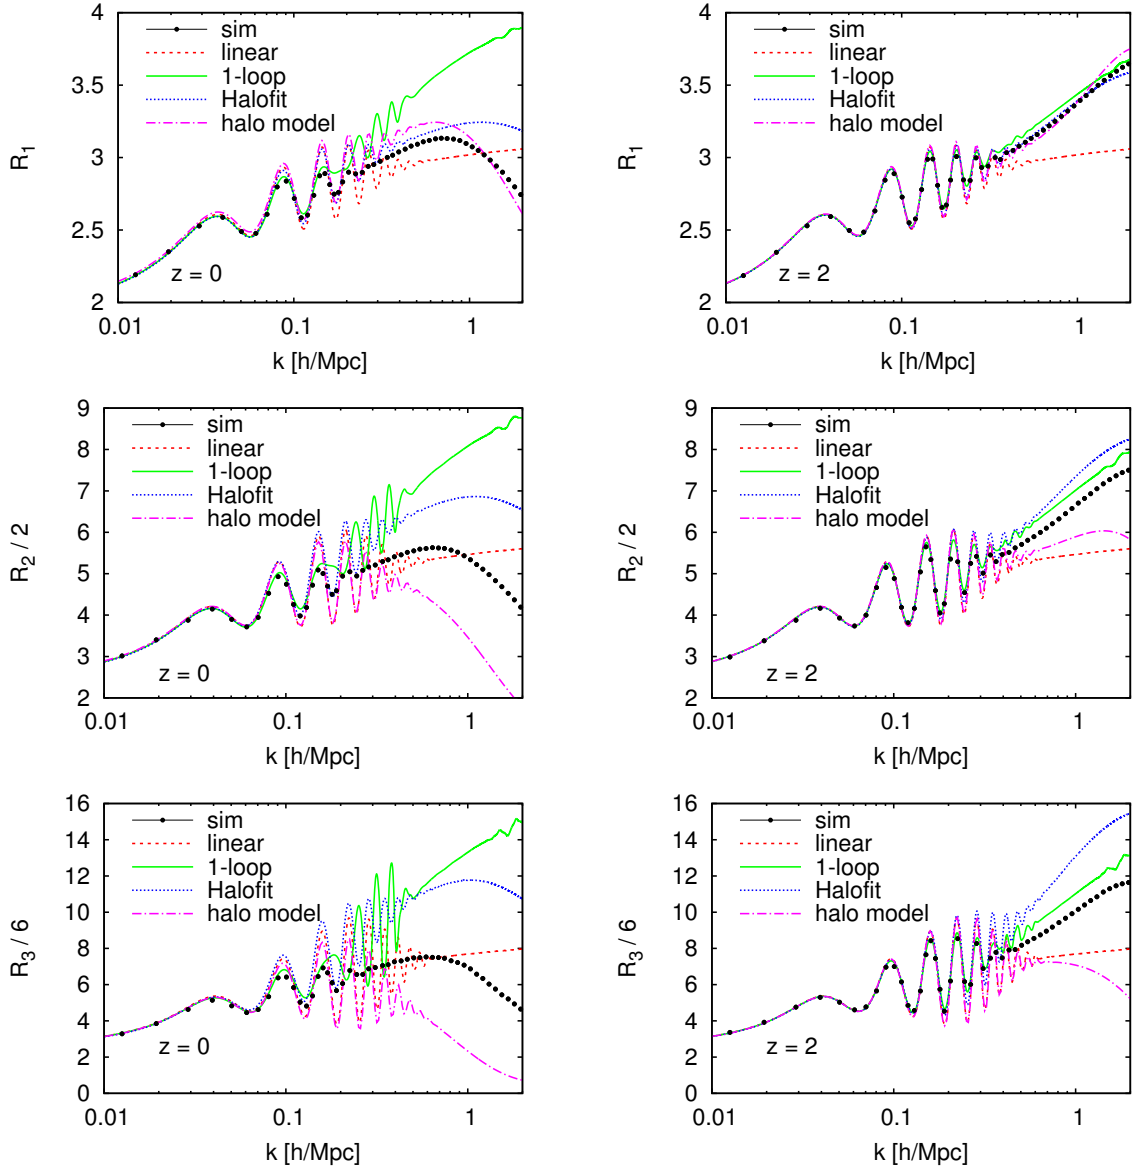 4
3.5
3
2.5
2
R1
sim
linear
1-loop
Halofit
halo model
z = 0
0.01
0.1
1
k [h/Mpc]
4
3.5
3
2.5
2
R1
sim
linear
1-loop
Halofit
halo model
z = 2
0.01
0.1
1
k [h/Mpc]
9
8
7
6
5
4
3
2
R2 / 2
sim
linear
1-loop
Halofit
halo model
z = 0
0.01
0.1
1
k [h/Mpc]
9
8
7
6
5
4
3
2
R2 / 2
sim
linear
1-loop
Halofit
halo model
z = 2
0.01
0.1
1
k [h/Mpc]
16
14
12
10
8
6
4
2
0
R3 / 6
sim
linear
1-loop
Halofit
halo model
z = 0
0.01
0.1
1
k [h/Mpc]
16
14
12
10
8
6
4
2
0
R3 / 6
sim
linear
1-loop
Halofit
halo model
z = 2
0.01
0.1
1
k [h/Mpc]